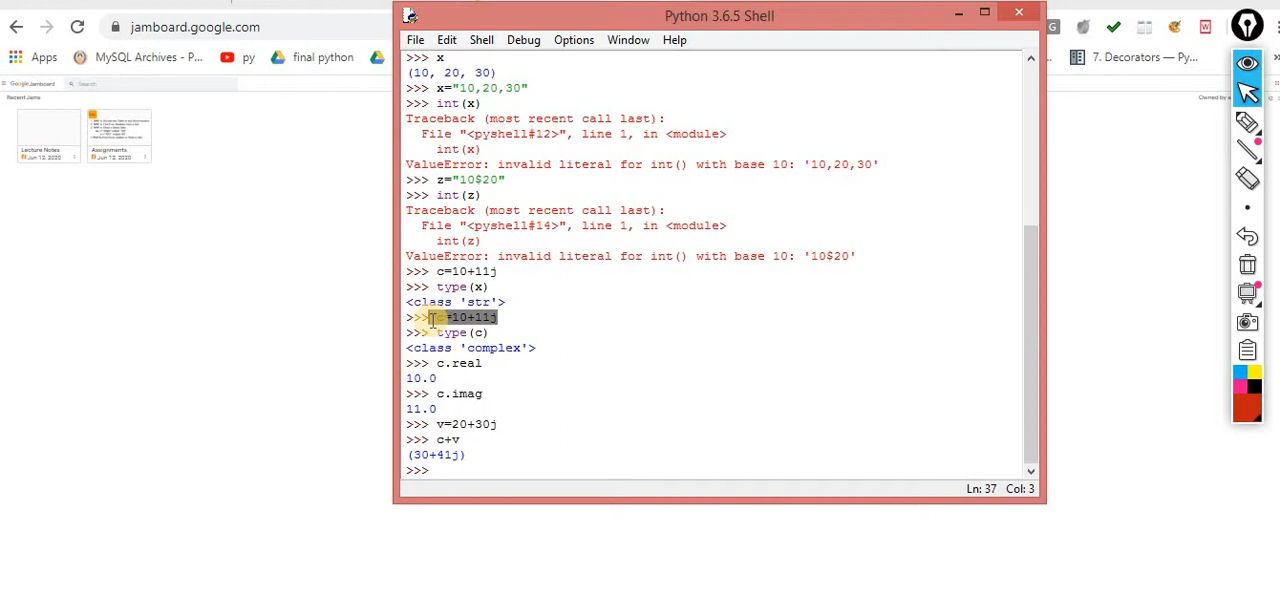 jamboard.google.com
Apps
MySQL Archives - P...
py
final python
7. Decorators — Py...
Google Jamboard
Search
Recent Jams
Owned by
Lecture Notes
Jun 12, 2020
Assignments
Jun 12, 2020
Python 3.6.5 Shell
File Edit Shell Debug Options Window Help
>>> x
(10, 20, 30)
>>> x="10,20,30"
>>> int(x)
Traceback (most recent call last):
  File "<pyshell#12>", line 1, in <module>
    int(x)
ValueError: invalid literal for int() with base 10: '10,20,30'
>>> z="10$20"
>>> int(z)
Traceback (most recent call last):
  File "<pyshell#14>", line 1, in <module>
    int(z)
ValueError: invalid literal for int() with base 10: '10$20'
>>> c=10+11j
>>> type(x)
<class 'str'>
>>> c=10+11j
>>> type(c)
<class 'complex'>
>>> c.real
10.0
>>> c.imag
11.0
>>> v=20+30j
>>> c+v
(30+41j)
>>>
Ln: 37 Col: 3